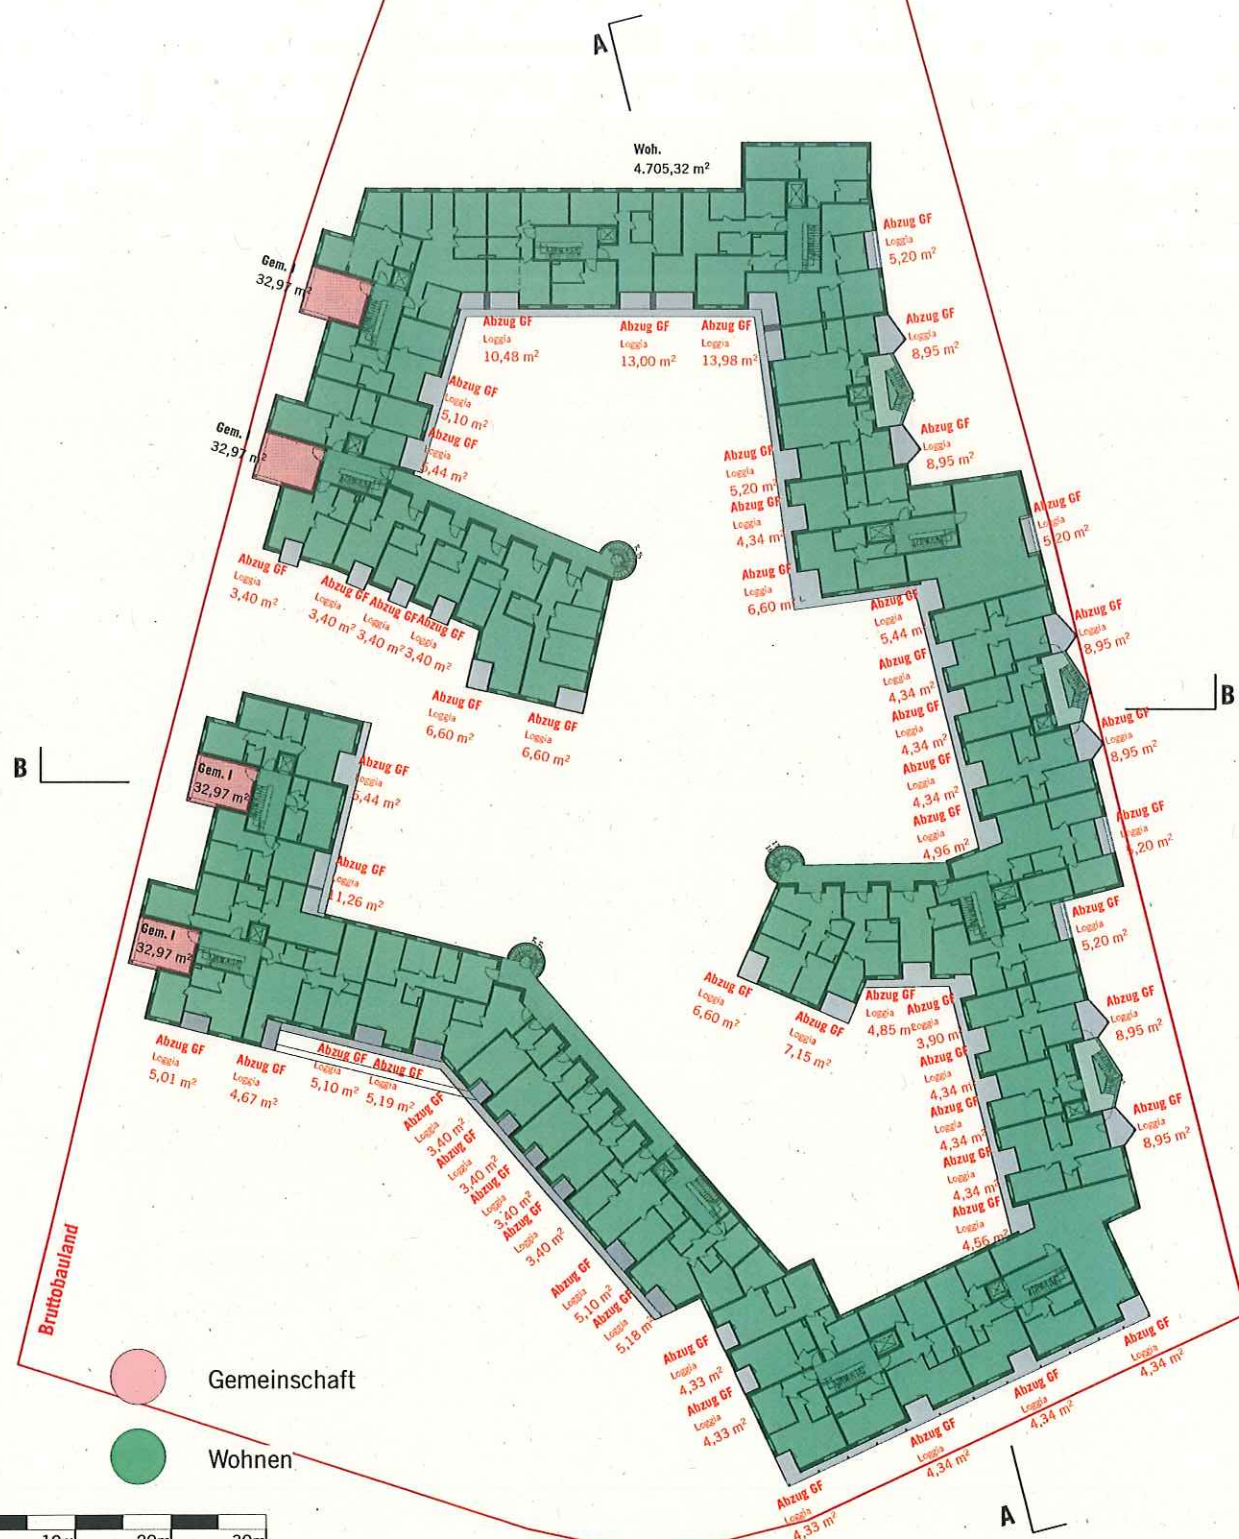 A
Woh.
4.705,32 m²
Abzug GF
Loggia
5,20 m²
Gem. I
32,97 m²
Abzug GF
Loggia
10,48 m²
Abzug GF
Loggia
13,00 m²
Abzug GF
Loggia
13,98 m²
Abzug GF
Loggia
8,95 m²
Abzug GF
Loggia
5,10 m²
Gem. I
32,97 m²
Abzug GF
Loggia
5,44 m²
Abzug GF
Loggia
8,95 m²
Abzug GF
Loggia
5,20 m²
Abzug GF
Loggia
4,34 m²
Abzug GF
Loggia
5,20 m²
Abzug GF
Loggia
3,40 m²
Abzug GF
Loggia
3,40 m²
Abzug GF
Loggia
3,40 m²
Abzug GF
Loggia
3,40 m²
Abzug GF
Loggia
6,60 m²
Abzug GF
Loggia
5,44 m²
Abzug GF
Loggia
8,95 m²
Abzug GF
Loggia
4,34 m²
Abzug GF
Loggia
6,60 m²
Abzug GF
Loggia
6,60 m²
Abzug GF
Loggia
4,34 m²
B
Abzug GF
Loggia
8,95 m²
B
Gem. I
32,97 m²
Abzug GF
Loggia
5,44 m²
Abzug GF
Loggia
4,34 m²
Abzug GF
Loggia
4,96 m²
Abzug GF
Loggia
5,20 m²
Abzug GF
Loggia
11,26 m²
Abzug GF
Loggia
5,20 m²
Gem. I
32,97 m²
Abzug GF
Loggia
6,60 m²
Abzug GF
Loggia
7,15 m²
Abzug GF
Loggia
4,85 m²
Abzug GF
Loggia
3,90 m²
Abzug GF
Loggia
8,95 m²
Abzug GF
Loggia
5,01 m²
Abzug GF
Loggia
4,67 m²
Abzug GF
Loggia
5,10 m²
Abzug GF
Loggia
5,19 m²
Abzug GF
Loggia
4,34 m²
Abzug GF
Loggia
3,40 m²
Abzug GF
Loggia
3,40 m²
Abzug GF
Loggia
3,40 m²
Abzug GF
Loggia
3,40 m²
Abzug GF
Loggia
4,34 m²
Abzug GF
Loggia
8,95 m²
Abzug GF
Loggia
4,34 m²
Abzug GF
Loggia
4,56 m²
Abzug GF
Loggia
5,10 m²
Abzug GF
Loggia
5,18 m²
Bruttobauland
Abzug GF
Loggia
4,33 m²
Abzug GF
Loggia
4,33 m²
Abzug GF
Loggia
4,34 m²
Abzug GF
Loggia
4,34 m²
Abzug GF
Loggia
4,34 m²
Abzug GF
Loggia
4,33 m²
Gemeinschaft
Wohnen
A
10m 20m 30m